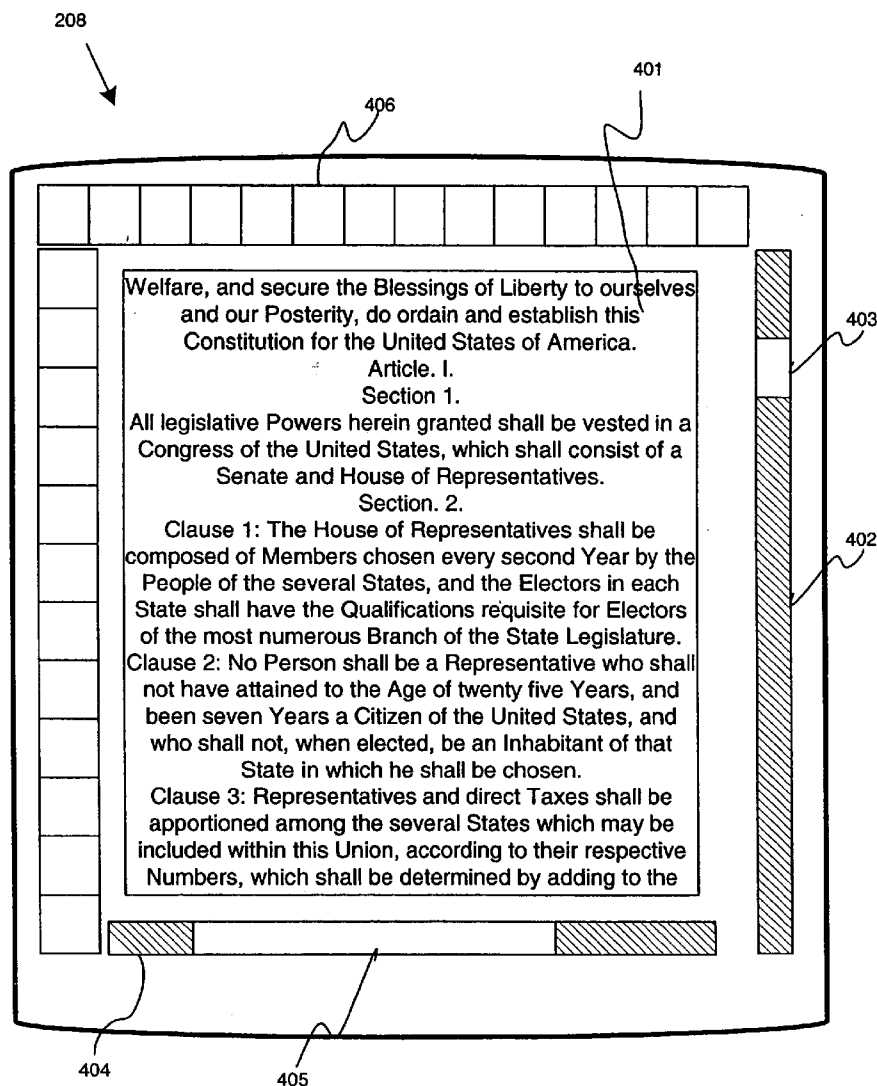 208
401
406
Welfare, and secure the Blessings of Liberty to ourselves
and our Posterity, do ordain and establish this
Constitution for the United States of America.
Article. I.
Section 1.
All legislative Powers herein granted shall be vested in a
Congress of the United States, which shall consist of a
Senate and House of Representatives.
Section. 2.
Clause 1: The House of Representatives shall be
composed of Members chosen every second Year by the
People of the several States, and the Electors in each
State shall have the Qualifications requisite for Electors
of the most numerous Branch of the State Legislature.
Clause 2: No Person shall be a Representative who shall
not have attained to the Age of twenty five Years, and
been seven Years a Citizen of the United States, and
who shall not, when elected, be an Inhabitant of that
State in which he shall be chosen.
Clause 3: Representatives and direct Taxes shall be
apportioned among the several States which may be
included within this Union, according to their respective
Numbers, which shall be determined by adding to the
403
402
404
405